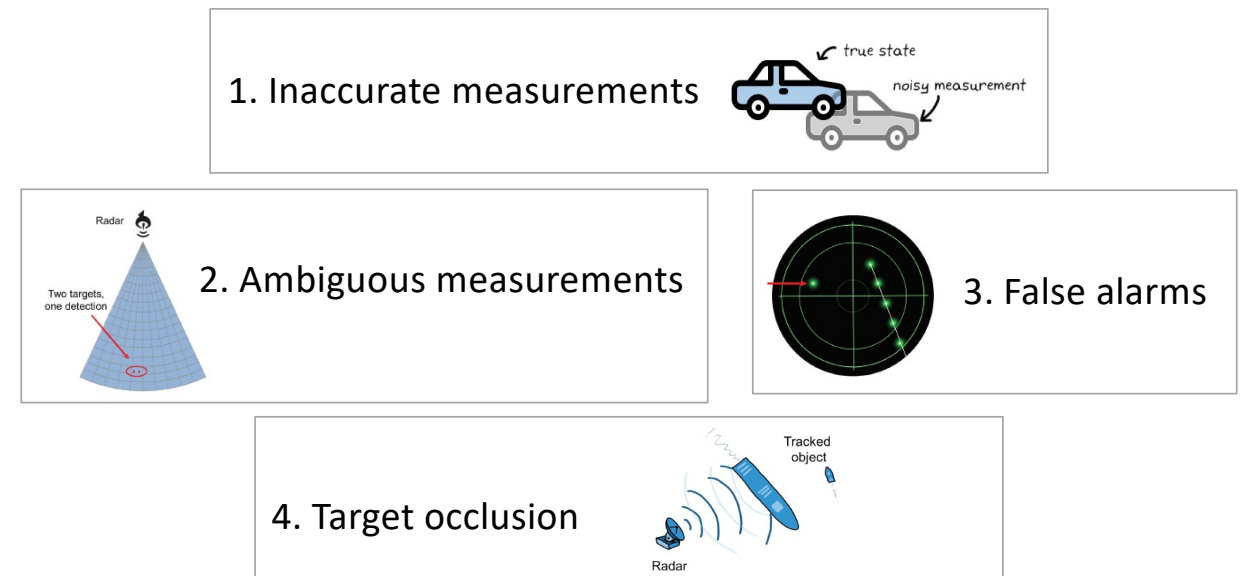 1. Inaccurate measurements
true state
noisy measurement
Radar
Two targets,
one detection
2. Ambiguous measurements
3. False alarms
4. Target occlusion
Tracked
object
Radar